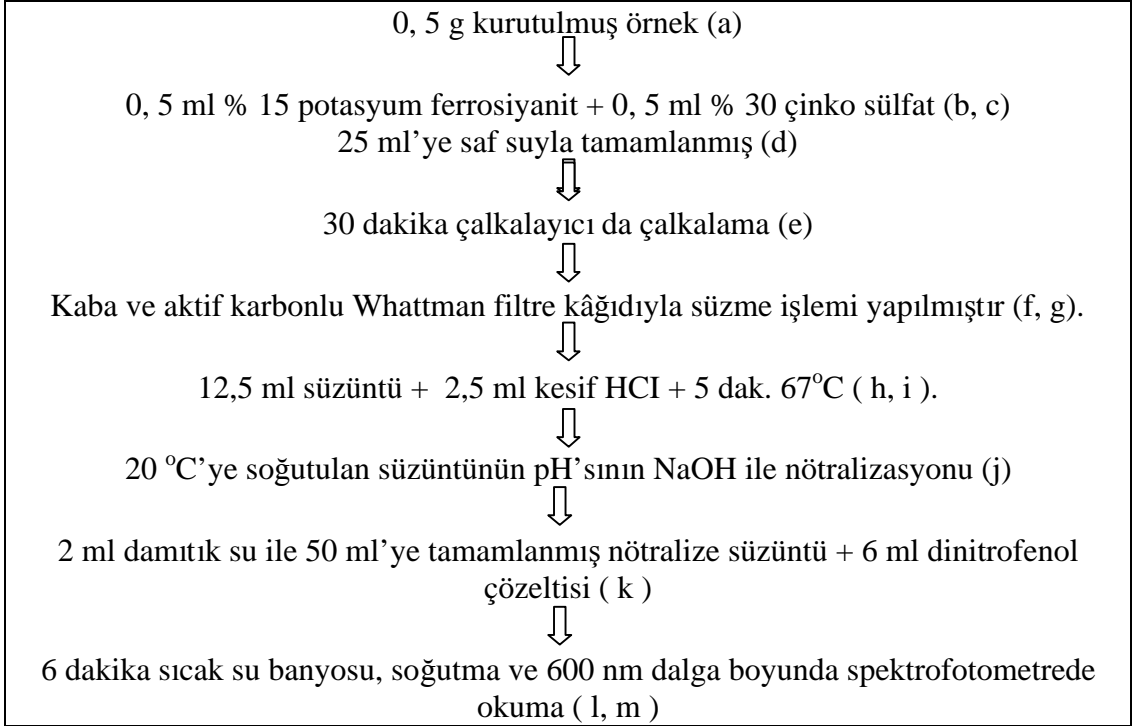 0, 5 g kurutulmuş örnek (a)
0, 5 ml % 15 potasyum ferrosiyanit + 0, 5 ml % 30 çinko sülfat (b, c)
25 ml’ye saf suyla tamamlanmış (d)
30 dakika çalkalayıcı da çalkalama (e)
Kaba ve aktif karbonlu Whattman filtre kâğıdıyla süzme işlemi yapılmıştır (f, g).
12,5 ml süzüntü + 2,5 ml kesif HCI + 5 dak. 67°C ( h, i ).
20 °C’ye soğutulan süzüntünün pH’sının NaOH ile nötralizasyonu (j)
2 ml damıtık su ile 50 ml’ye tamamlanmış nötralize süzüntü + 6 ml dinitrofenol
çözeltisi ( k )
6 dakika sıcak su banyosu, soğutma ve 600 nm dalga boyunda spektrofotometrede
okuma ( l, m )